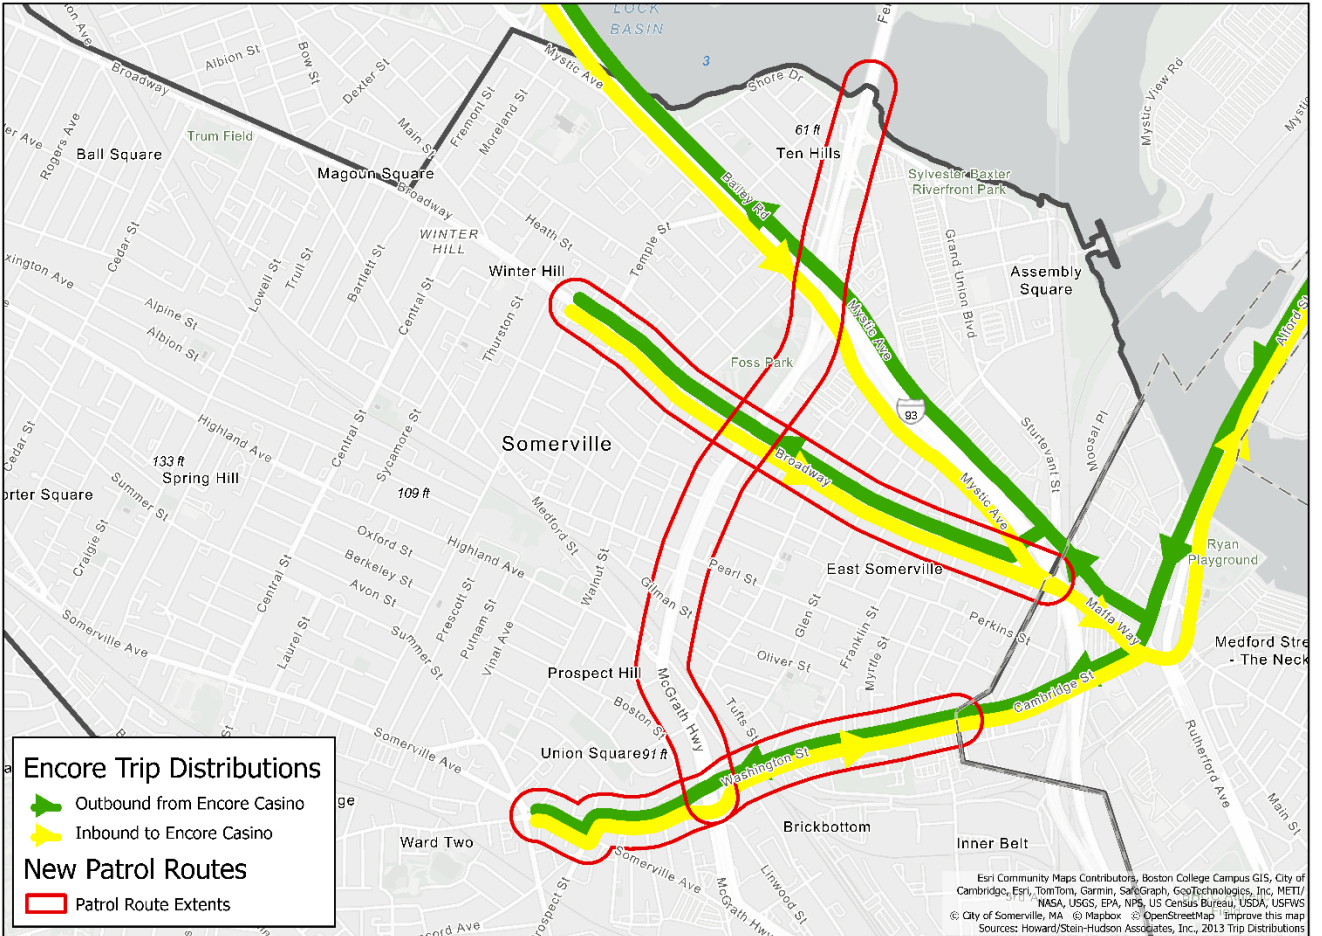 LOCK
BASIN
3
Albion St
Bow St
Dexter St
Broadway
Mystic Ave
Shore Dr
Mystic View Rd
Fremont St
Moreland St
Main St
Trum Field
Rogers Ave
Ball Square
61 ft
Ten Hills
Magoun Square
Broadway
Bailey Rd
Sylvester Baxter
Riverfront Park
Cedar St
WINTER
HILL
Heath St
Temple St
Grand Union Blvd
Assembly
Square
Winter Hill
Lowell St
Trull St
Bartlett St
Central St
Alpine St
Albion St
Thurston St
Mystic Ave
Alford St
Foss Park
93
Highland Ave
Central St
Sycamore St
Sturtevant St
Moosal Pl
Somerville
Cedar St
133 ft
Spring Hill
Summer St
109 ft
Broadway
Mystic Ave
Medford St
Craigie St
Oxford St
Highland Ave
Berkeley St
Walnut St
Pearl St
East Somerville
Ryan
Playground
Central St
Avon St
Prescott St
Putnam St
Gilman St
Glen St
Franklin St
Maffa Way
Perkins St
Somerville Ave
Laurel St
Summer St
Vinal Ave
Oliver St
Myrtle St
Medford Stre
- The Neck
Prospect Hill
McGrath Hwy
Cambridge St
Boston St
Tufts St
Somerville Ave
Union Square
91 ft
Washington St
Rutherford Ave
Main St
Ward Two
Brickbottom
Inner Belt
Somerville Ave
Linwood St
McGrath Hwy
Encore Trip Distributions
Outbound from Encore Casino
Inbound to Encore Casino
New Patrol Routes
Patrol Route Extents
Esri Community Maps Contributors, Boston College Campus GIS, City of
Cambridge, Esri, TomTom, Garmin, SafeGraph, GeoTechnologies, Inc, METI/
NASA, USGS, EPA, NPS, US Census Bureau, USDA, USFWS
© City of Somerville, MA © Mapbox © OpenStreetMap Improve this map
Sources: Howard/Stein-Hudson Associates, Inc., 2013 Trip Distributions